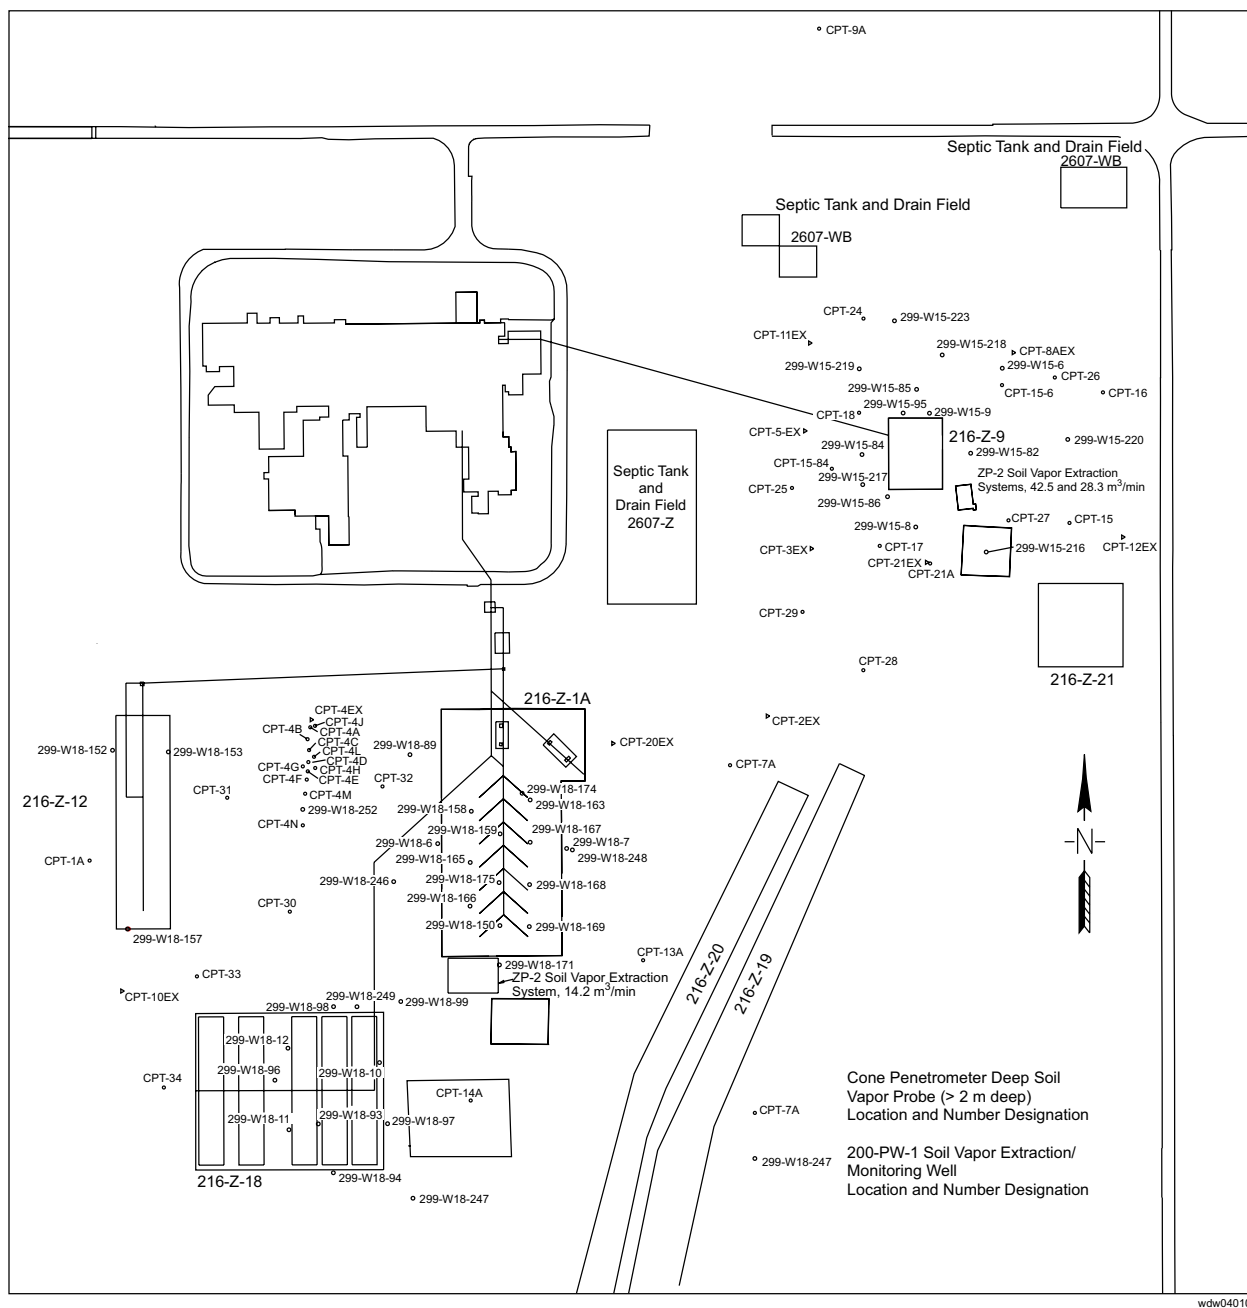 CPT-9A
Septic Tank and Drain Field
2607-WB
Septic Tank and Drain Field
2607-WB
CPT-24
299-W15-223
CPT-11EX
299-W15-218
CPT-8AEX
299-W15-219
299-W15-6
CPT-26
299-W15-85
CPT-15-6
CPT-16
299-W15-95
CPT-18
299-W15-9
CPT-5-EX
216-Z-9
299-W15-220
299-W15-84
299-W15-82
CPT-15-84
Septic Tank
and
Drain Field
2607-Z
ZP-2 Soil Vapor Extraction
Systems, 42.5 and 28.3 m³/min
299-W15-217
CPT-25
299-W15-86
299-W15-8
CPT-27
CPT-15
CPT-3EX
CPT-17
299-W15-216
CPT-12EX
CPT-21EX
CPT-21A
CPT-29
CPT-28
216-Z-21
216-Z-1A
CPT-4EX
CPT-4J
CPT-4B
CPT-4A
CPT-4C
CPT-4L
CPT-4D
CPT-4G
CPT-4H
CPT-4F
CPT-4E
CPT-4M
299-W18-252
CPT-4N
299-W18-152
299-W18-153
299-W18-89
CPT-2EX
CPT-20EX
CPT-7A
216-Z-12
CPT-31
CPT-32
299-W18-174
299-W18-163
299-W18-158
299-W18-159
299-W18-167
299-W18-6
299-W18-7
299-W18-248
299-W18-165
CPT-1A
299-W18-246
299-W18-175
299-W18-168
299-W18-166
CPT-30
299-W18-150
299-W18-169
299-W18-157
N
CPT-13A
299-W18-171
ZP-2 Soil Vapor Extraction
System, 14.2 m³/min
CPT-33
CPT-10EX
299-W18-249
299-W18-98
299-W18-99
216-Z-20
216-Z-19
299-W18-12
299-W18-96
299-W18-10
CPT-34
CPT-14A
299-W18-11
299-W18-93
299-W18-97
299-W18-94
216-Z-18
299-W18-247
CPT-7A
Cone Penetrometer Deep Soil
Vapor Probe (> 2 m deep)
Location and Number Designation
299-W18-247
200-PW-1 Soil Vapor Extraction/
Monitoring Well
Location and Number Designation